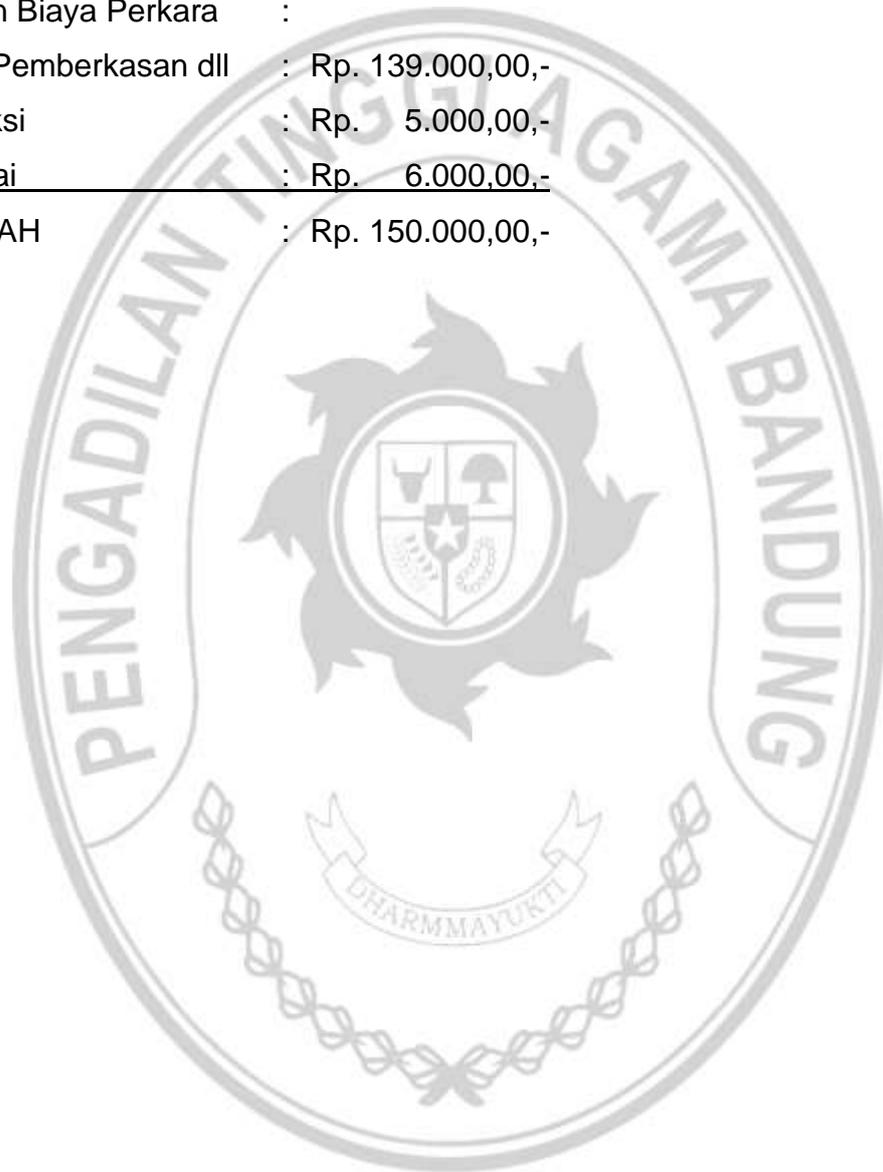 n Biaya Perkara :
Pemberkasan dll : Rp. 139.000,00,-
ksi : Rp. 5.000,00,-
ai : Rp. 6.000,00,-
AH : Rp. 150.000,00,-
PENGADILAN TINGGI AGAMA BANDUNG
DHARMMAYUKTI